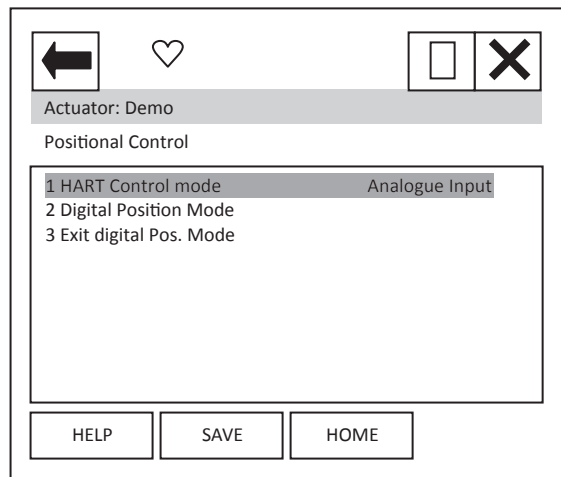 Actuator: Demo
Positional Control
1 HART Control mode Analogue Input
2 Digital Position Mode
3 Exit digital Pos. Mode
HELP SAVE HOME